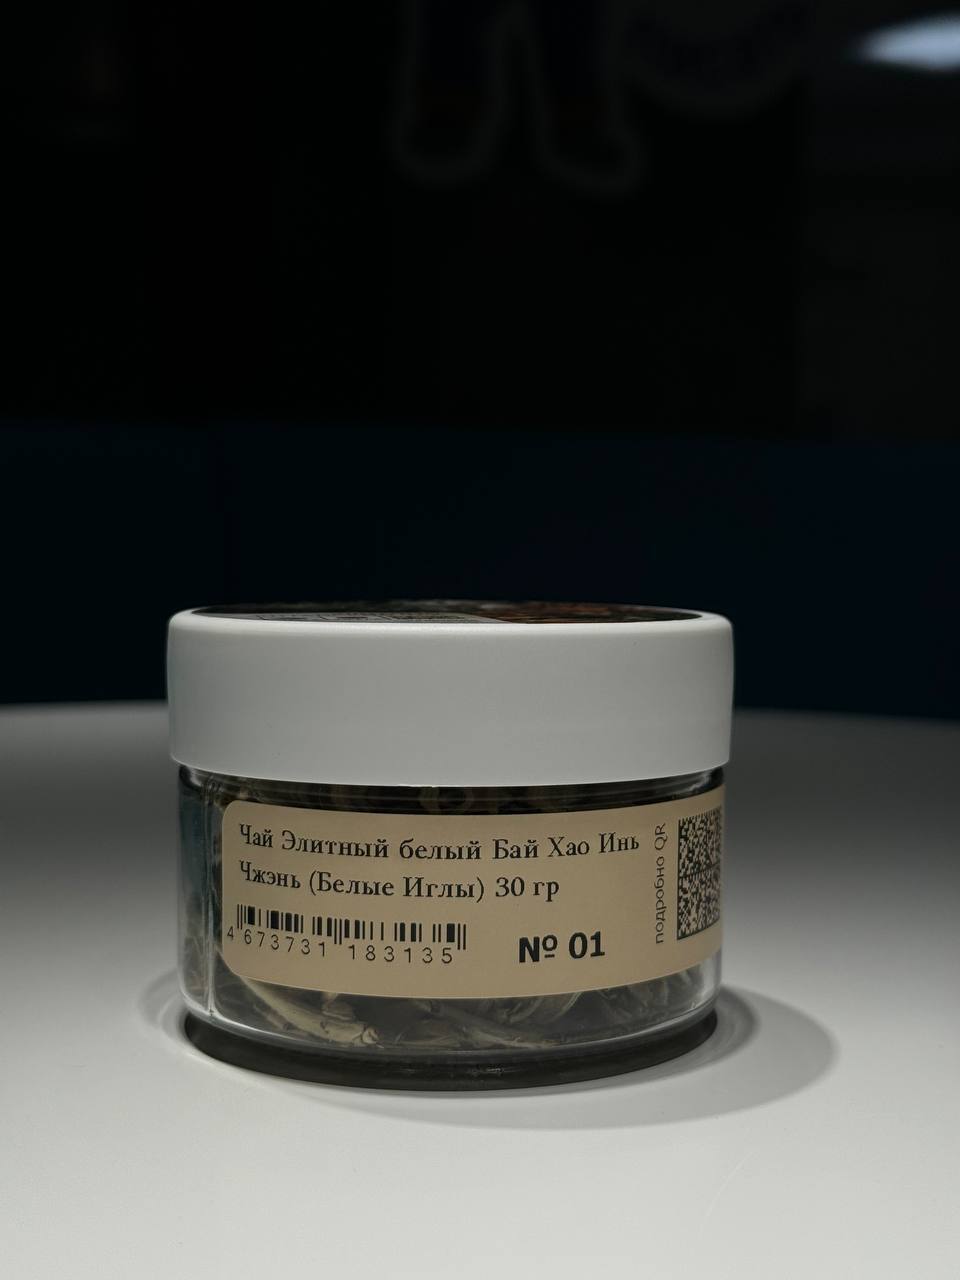 Чай Элитный белый Бай Хао Инь
Чжэнь (Белые Иглы) 30 гр
4 673731 183135
№ 01
подробно QR